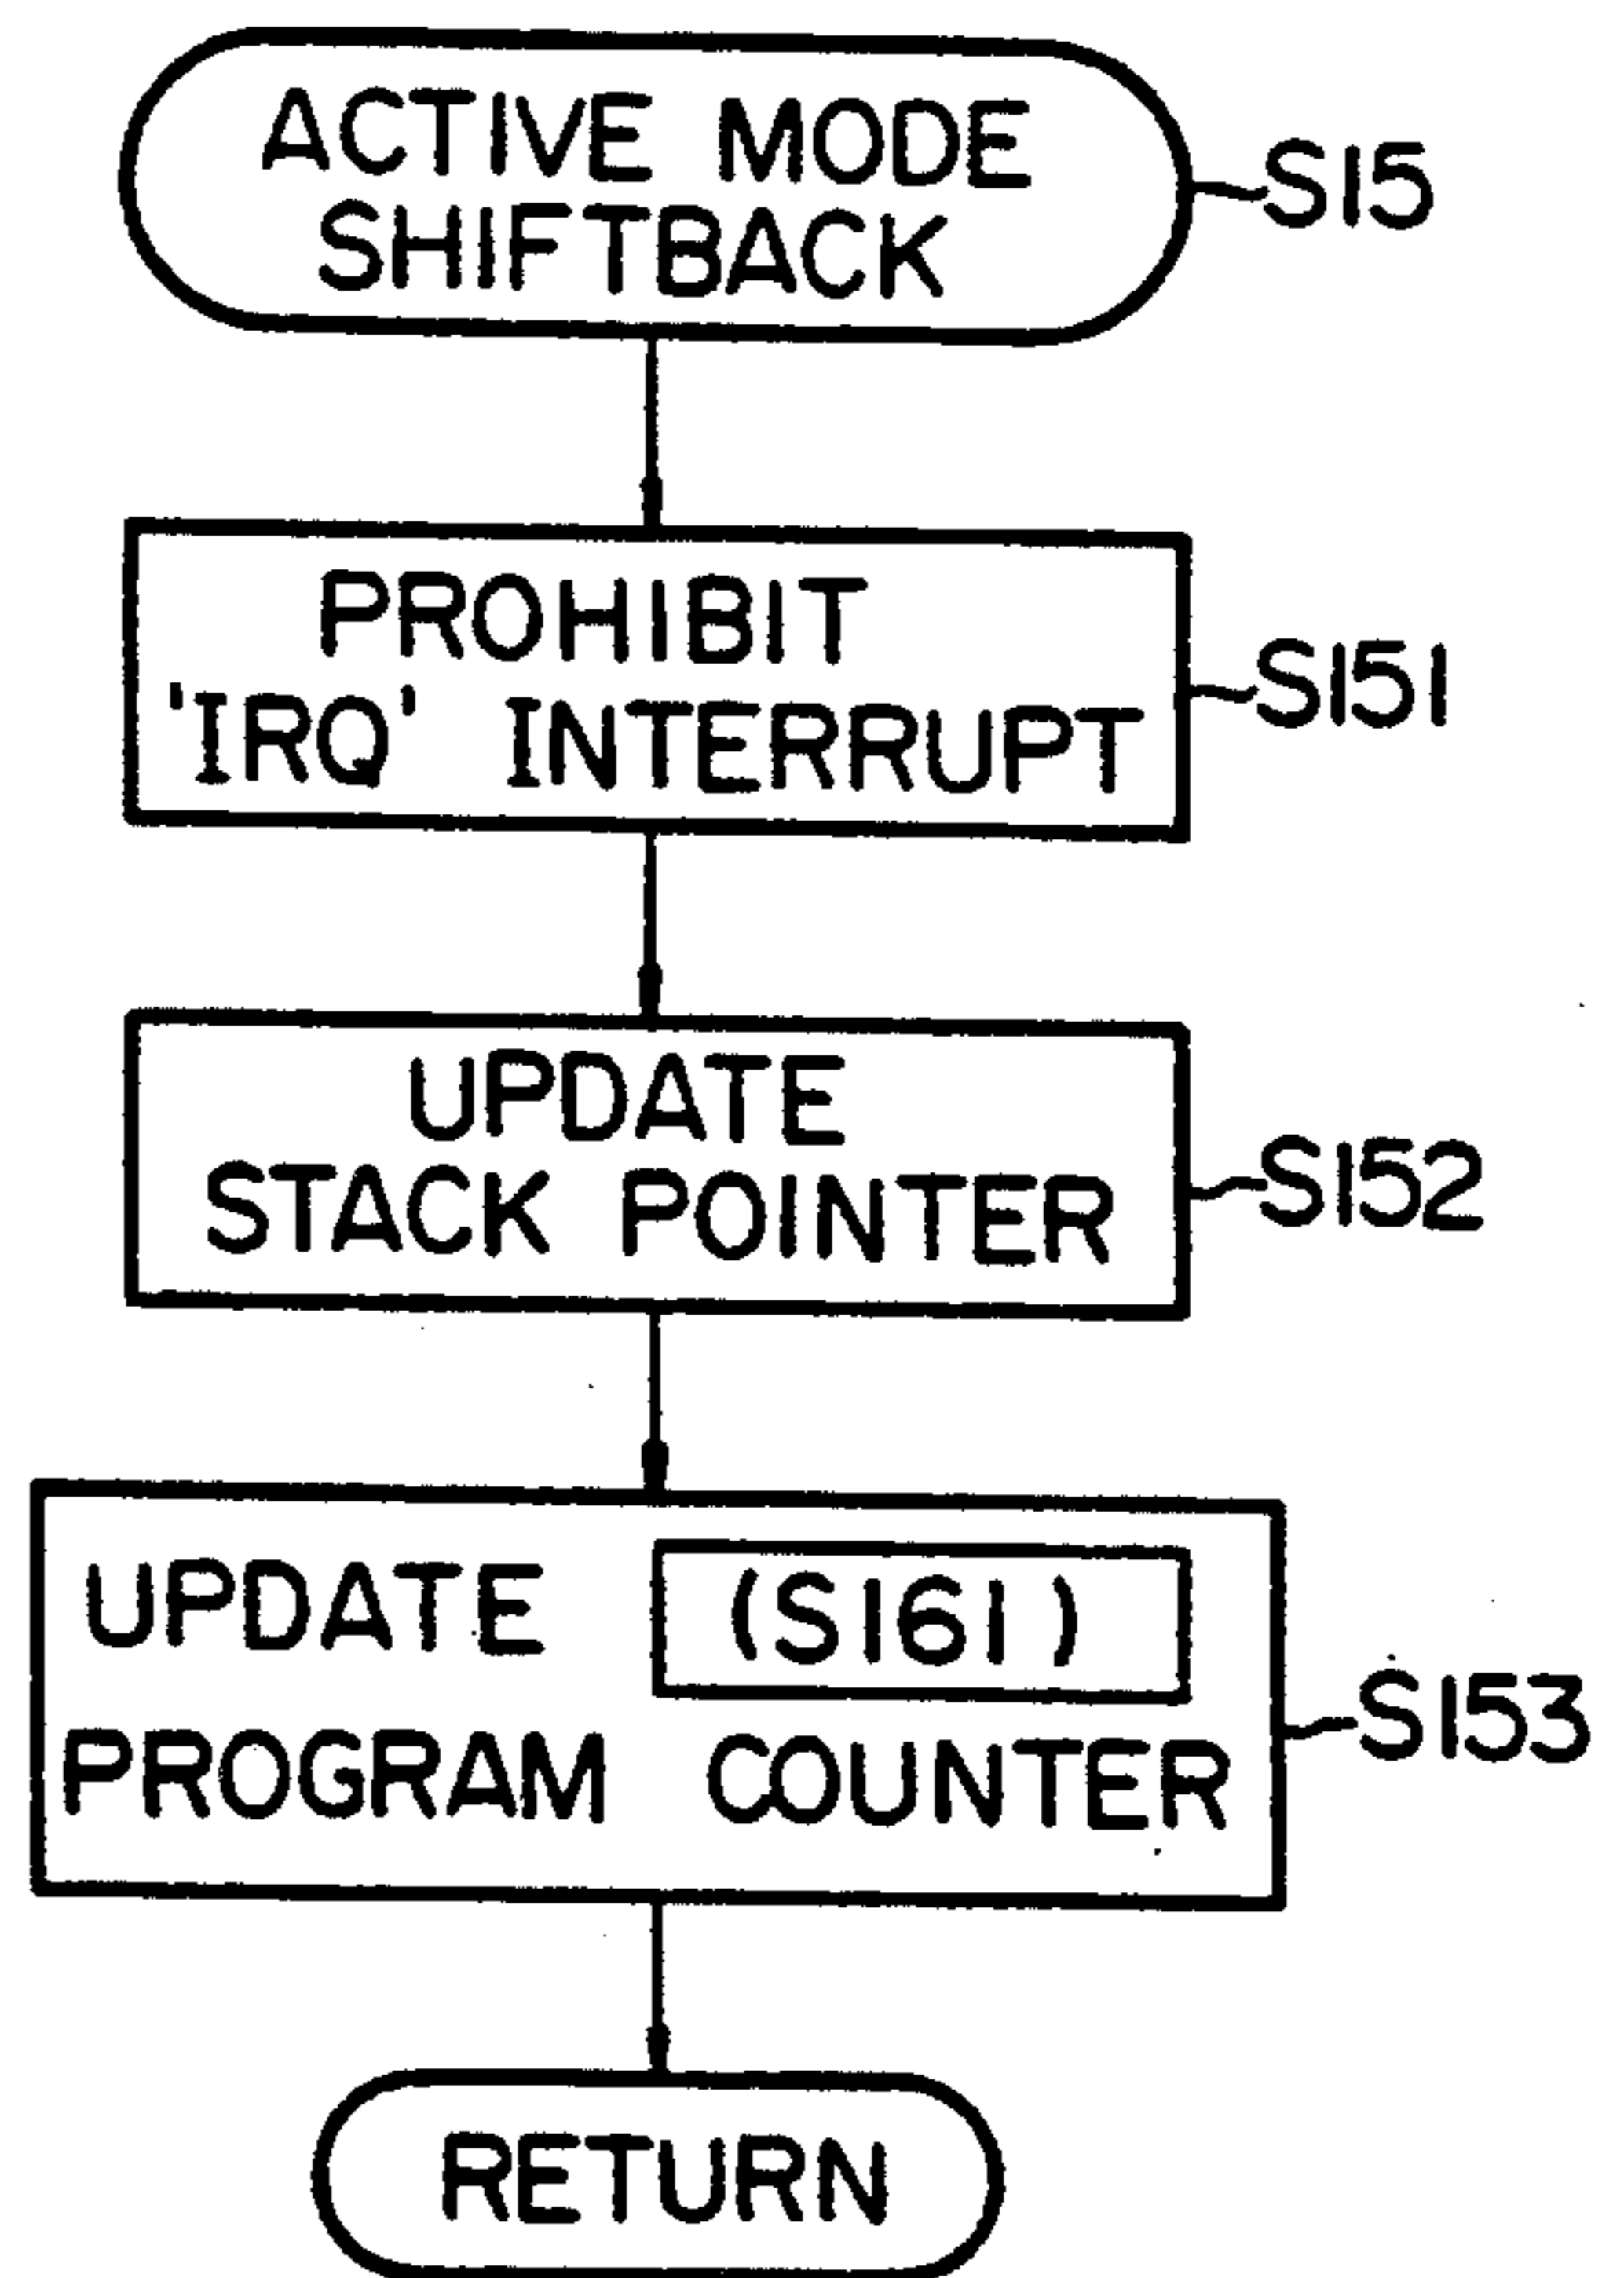 ACTIVE MODE
SHIFTBACK
S15
PROHIBIT
'IRQ' INTERRUPT
S151
UPDATE
STACK POINTER
S152
UPDATE (S161)
PROGRAM COUNTER
S153
RETURN